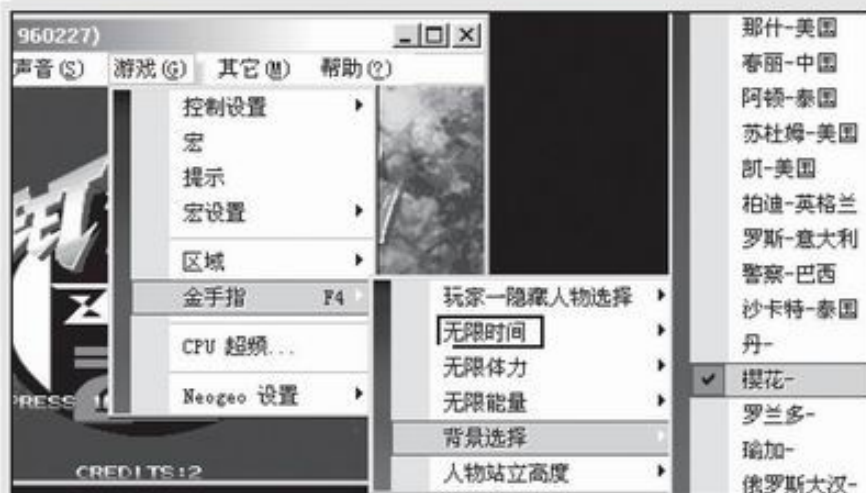 960227)
声音(S) 游戏(G) 其它(M) 帮助(?)
控制设置
宏
提示
宏设置
区域
金手指 F4
CPU 超频...
Neogeo 设置
PRESS 1
CREDITS:2
玩家一隐藏人物选择
无限时间
无限体力
无限能量
背景选择
人物站立高度
那什-美国
春丽-中国
阿顿-泰国
苏杜姆-美国
凯-美国
柏迪-英格兰
罗斯-意大利
警察-巴西
沙卡特-泰国
丹-
樱花-
罗兰多-
瑜加-
俄罗斯大汉-